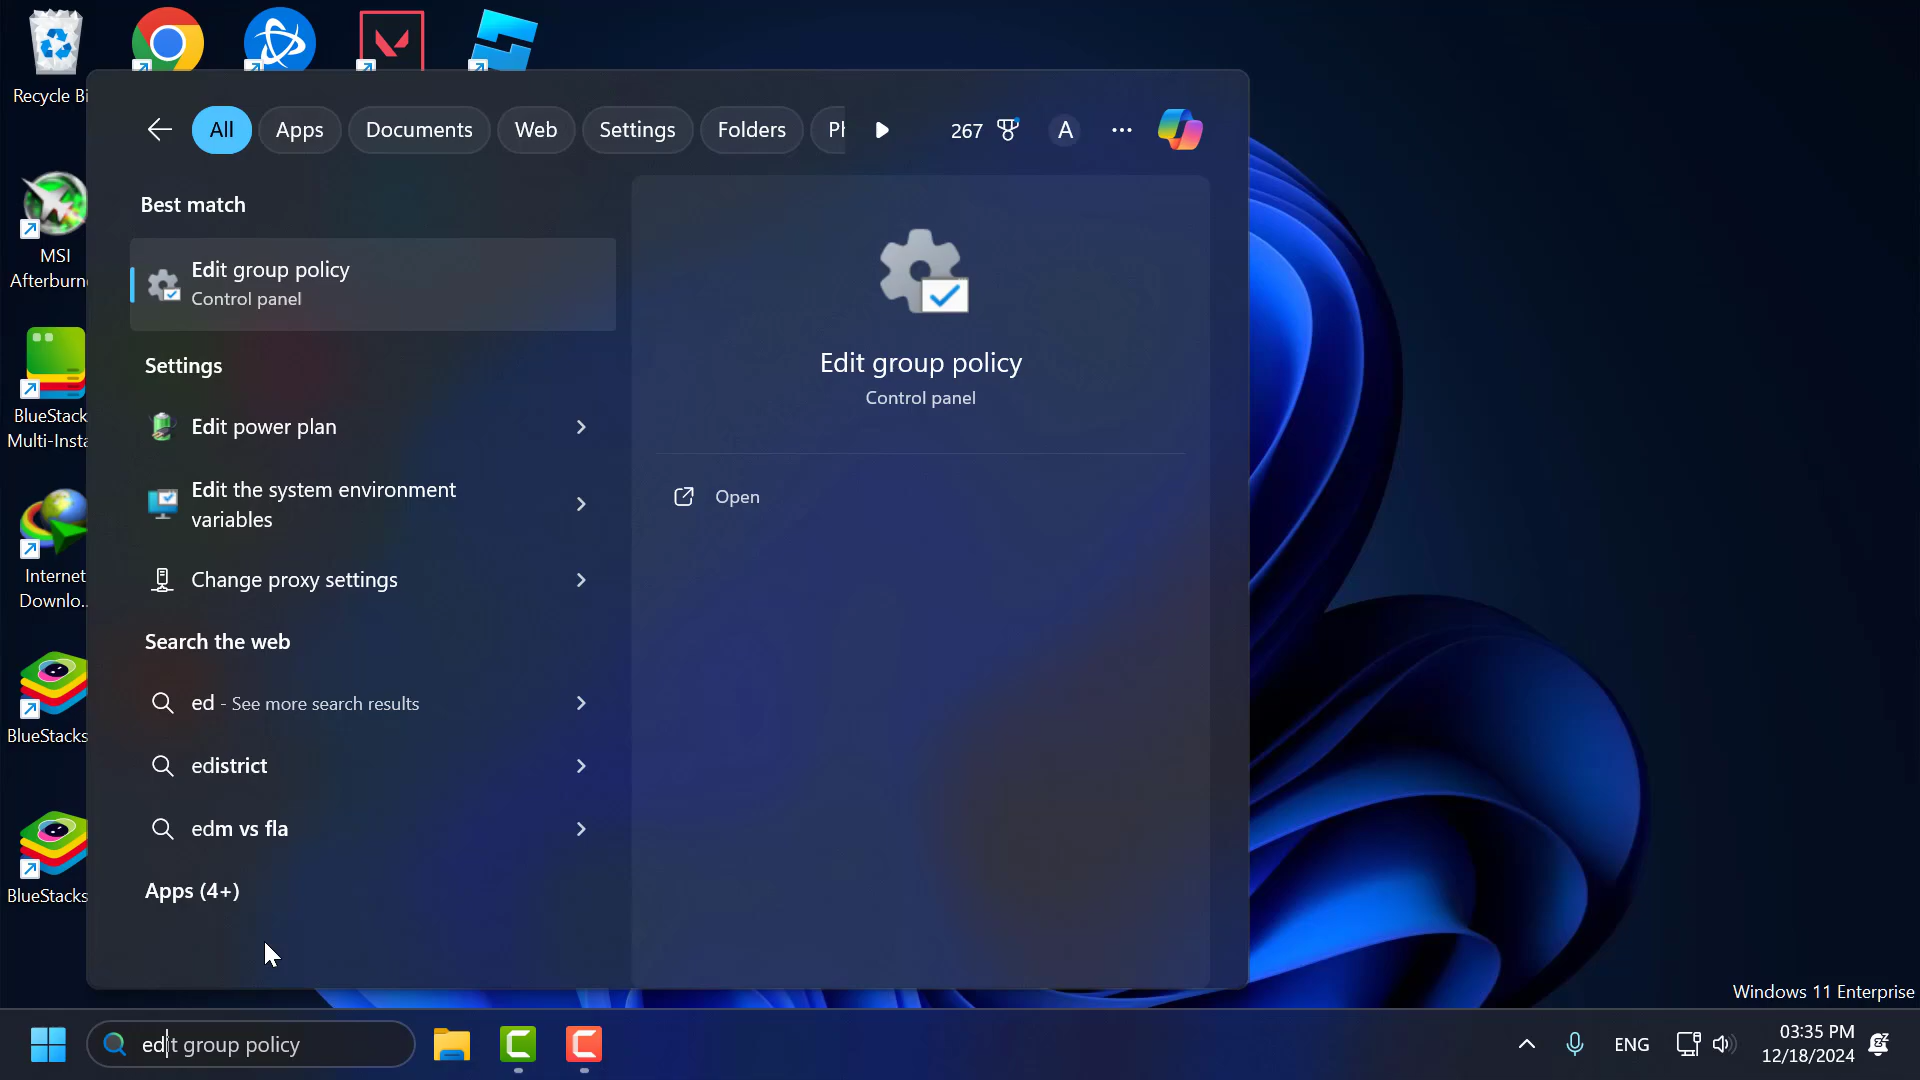 Recycle Bi
MSI
Afterburn
BlueStack
Multi-Insta
Internet
Downlo...
BlueStacks
BlueStacks
All
Apps
Documents
Web
Settings
Folders
Ph
267
A
Best match
Edit group policy
Control panel
Settings
Edit power plan
Edit the system environment
variables
Change proxy settings
Search the web
ed - See more search results
edistrict
edm vs fla
Apps (4+)
Edit group policy
Control panel
Open
Windows 11 Enterprise
edit group policy
ENG
03:35 PM
12/18/2024